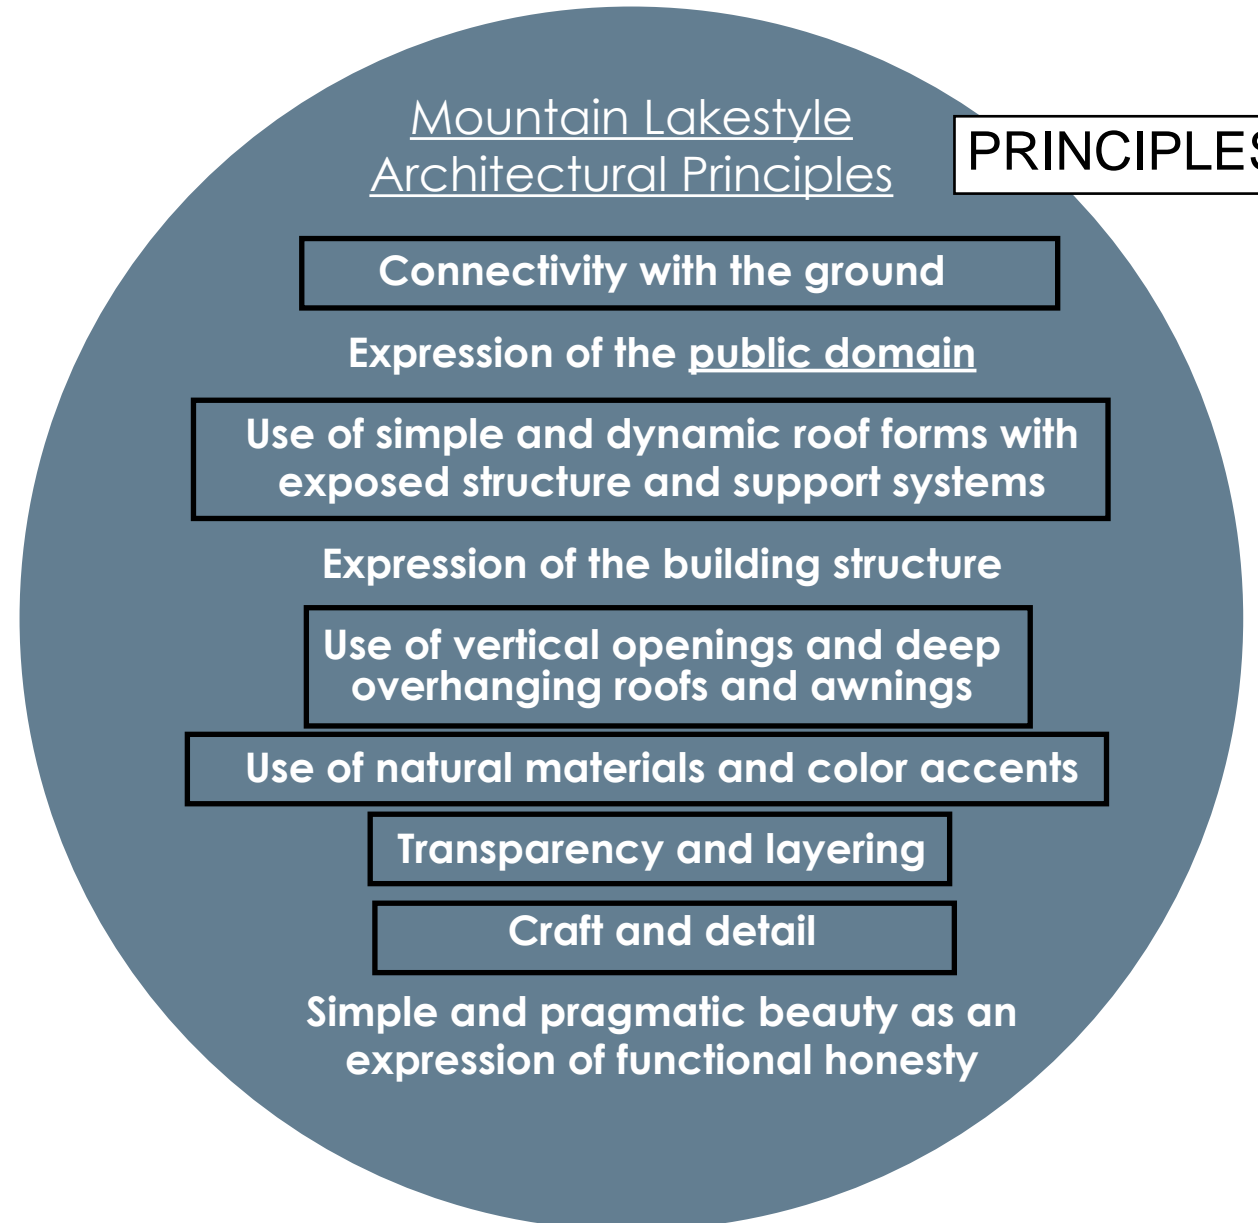 Mountain Lakestyle
Architectural Principles
PRINCIPLES
Connectivity with the ground
Expression of the public domain
Use of simple and dynamic roof forms with
exposed structure and support systems
Expression of the building structure
Use of vertical openings and deep
overhanging roofs and awnings
Use of natural materials and color accents
Transparency and layering
Craft and detail
Simple and pragmatic beauty as an
expression of functional honesty